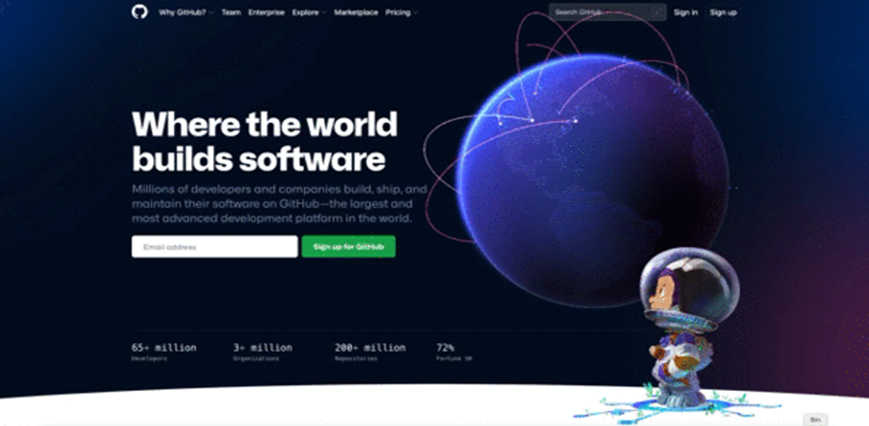 Why GitHub? Team Enterprise Explore Marketplace Pricing Search GitHub / Sign in Sign up
Where the world
builds software
Millions of developers and companies build, ship, and
maintain their software on GitHub—the largest and
most advanced development platform in the world.
Email address Sign up for GitHub
65+ million 3+ million 200+ million 72%
Developers Organizations Repositories Fortune 50
Bin